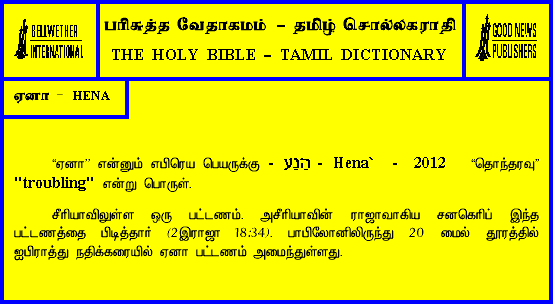 BELLWETHER
INTERNATIONAL
பரிசுத்த வேதாகமம் – தமிழ் சொல்லகராதி
THE HOLY BIBLE – TAMIL DICTIONARY
GOOD NEWS
PUBLISHERS
ஏனா – HENA
“ஏனா” என்னும் எபிரெய பெயருக்கு - הֵנַע - Hena` - 2012 “தொந்தரவு”
"troubling" என்று பொருள்.
சீரியாவிலுள்ள ஒரு பட்டணம். அசீரியாவின் ராஜாவாகிய சனகெரிப் இந்த
பட்டணத்தை பிடித்தார் (2இராஜா 18:34). பாபிலோனிலிருந்து 20 மைல் தூரத்தில்
ஐபிராத்து நதிக்கரையில் ஏனா பட்டணம் அமைந்துள்ளது.